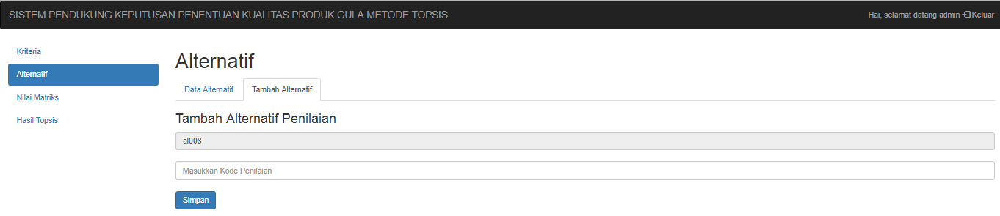 SISTEM PENDUKUNG KEPUTUSAN PENENTUAN KUALITAS PRODUK GULA METODE TOPSIS
Hai, selamat datang admin Keluar
Kriteria
Alternatif
Nilai Matriks
Hasil Topsis
Alternatif
Data Alternatif Tambah Alternatif
Tambah Alternatif Penilaian
al008
Masukkan Kode Penilaian
Simpan